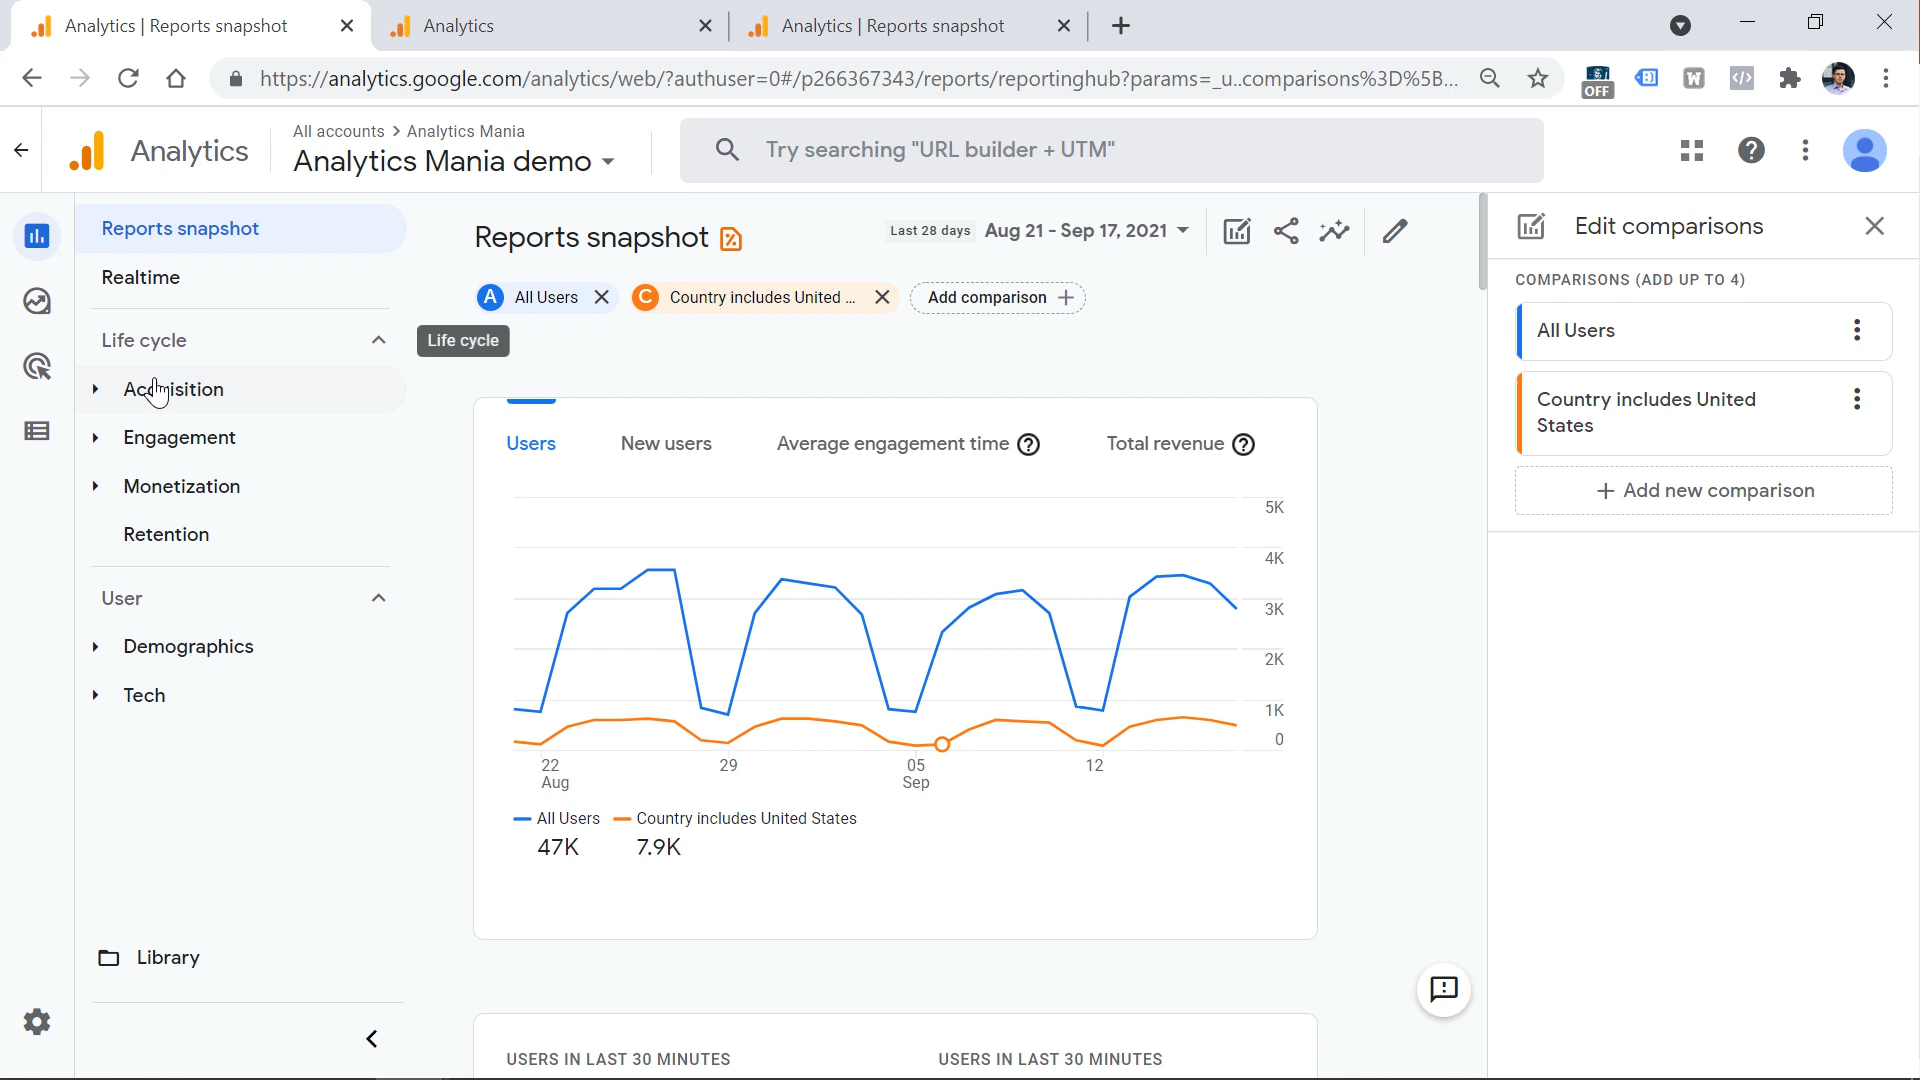 Analytics | Reports snapshot
Analytics
Analytics | Reports snapshot
https://analytics.google.com/analytics/web/?authuser=0#/p266367343/reports/reportinghub?params=_u..comparisons%3D%5B...
OFF
Analytics
All accounts > Analytics Mania
Analytics Mania demo
Try searching "URL builder + UTM"
Reports snapshot
Realtime
Life cycle
Acquisition
Engagement
Monetization
Retention
User
Demographics
Tech
Library
Life cycle
Reports snapshot
Last 28 days Aug 21 - Sep 17, 2021
A All Users
C Country includes United ...
Add comparison +
Users
New users
Average engagement time
Total revenue
5K
4K
3K
2K
1K
0
22
Aug
29
05
Sep
12
All Users
Country includes United States
47K
7.9K
USERS IN LAST 30 MINUTES
USERS IN LAST 30 MINUTES
Edit comparisons
COMPARISONS (ADD UP TO 4)
All Users
Country includes United
States
+ Add new comparison